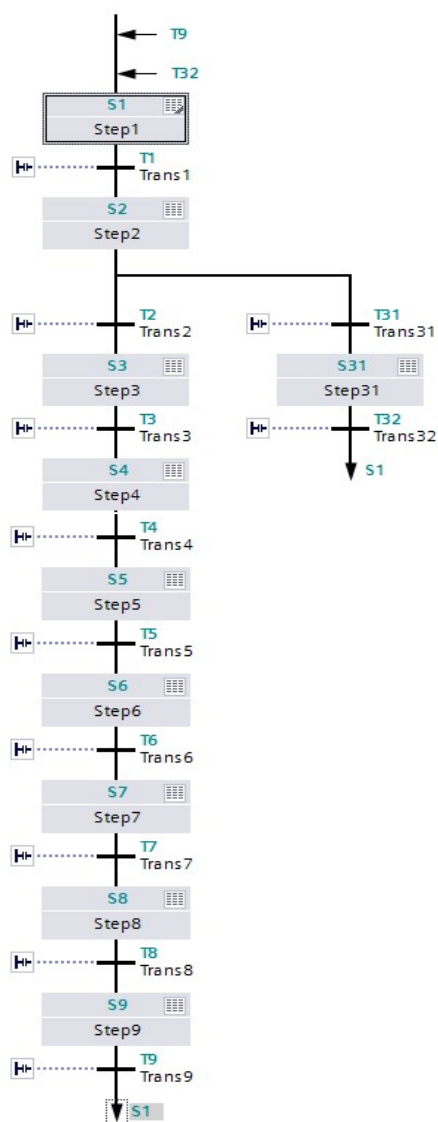 T9
T32
S1
Step1
T1
Trans1
S2
Step2
T2
Trans2
T31
Trans31
S3
Step3
S31
Step31
T3
Trans3
T32
Trans32
S4
Step4
S1
T4
Trans4
S5
Step5
T5
Trans5
S6
Step6
T6
Trans6
S7
Step7
T7
Trans7
S8
Step8
T8
Trans8
S9
Step9
T9
Trans9
S1